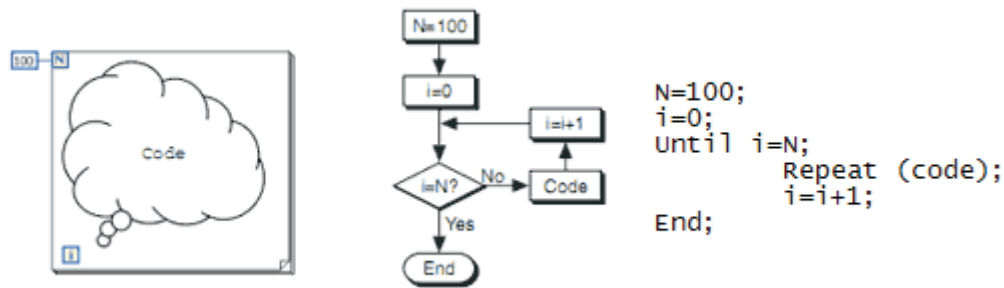 100
N
Code
i
N=100
i=0
i=i+1
i=N?
No
Code
Yes
End
N=100;
i=0;
Until i=N;
Repeat (code);
i=i+1;
End;